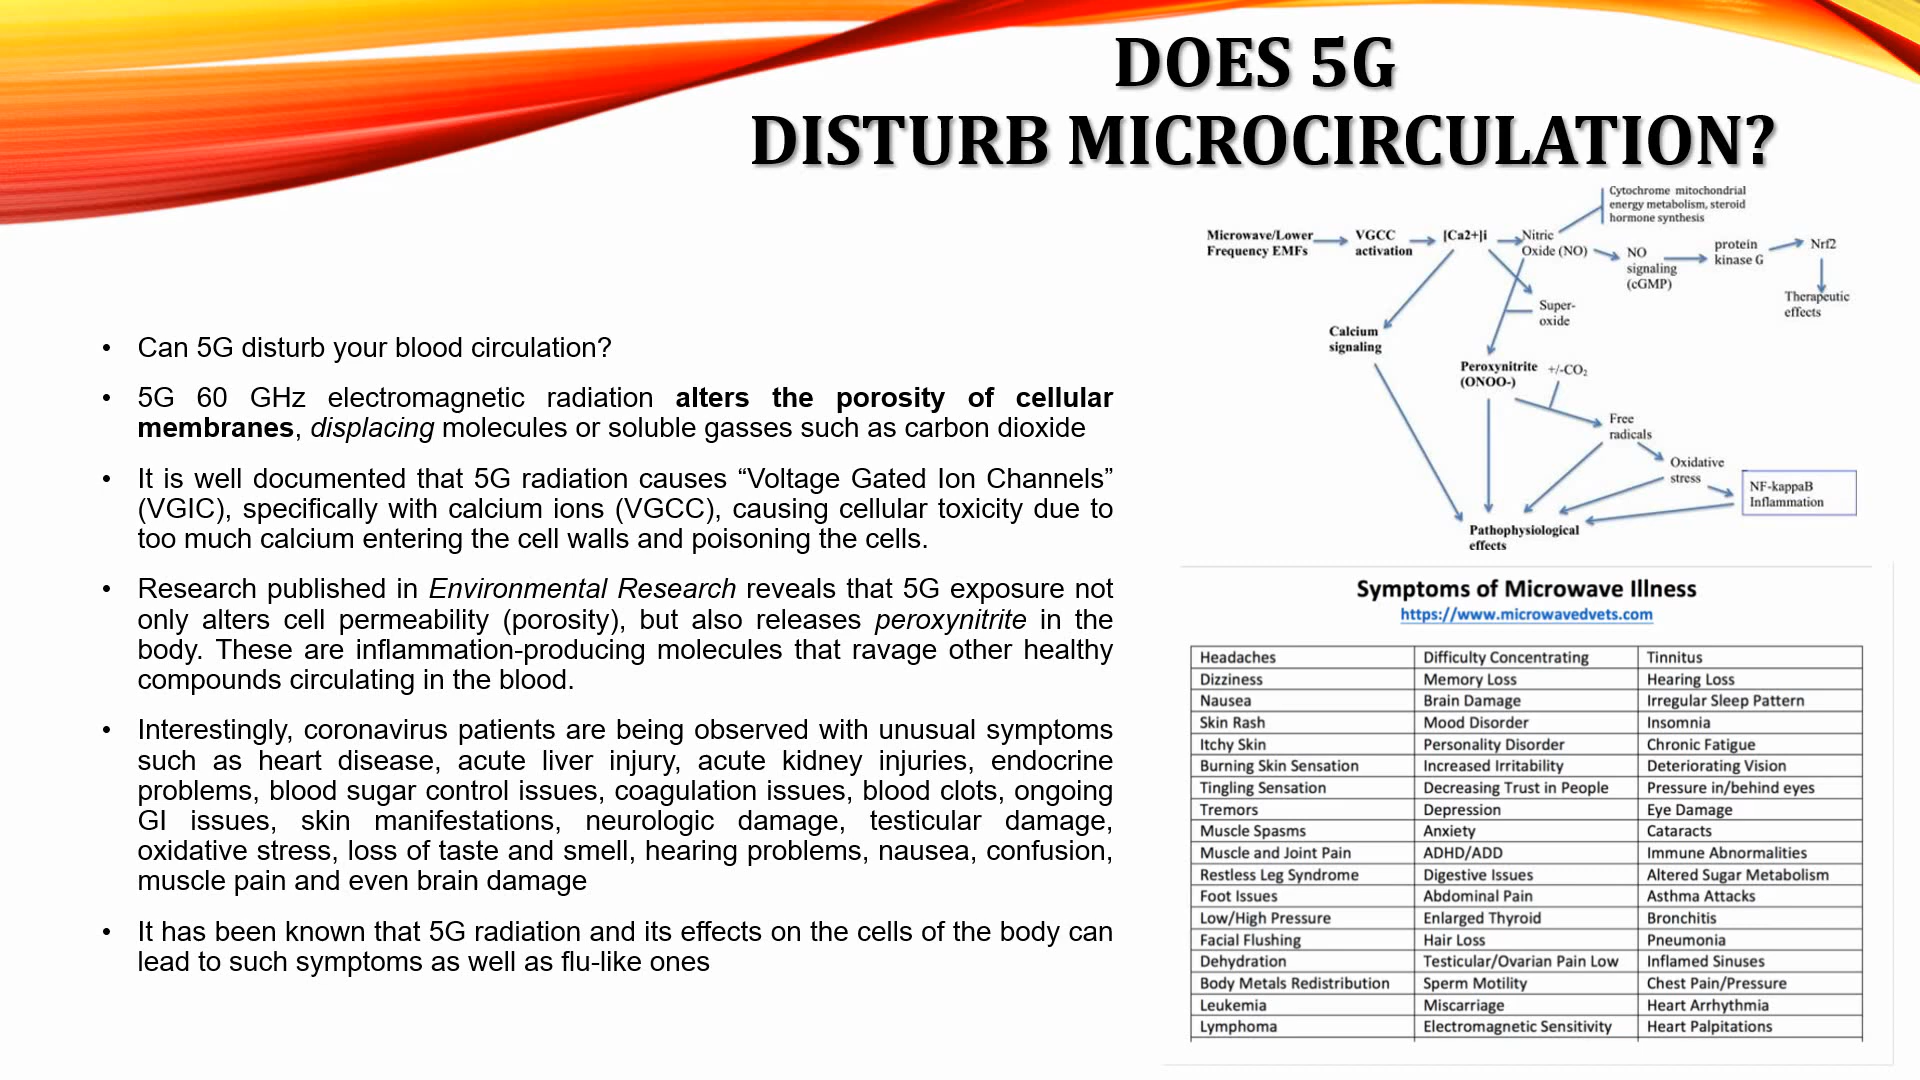 DOES 5G
DISTURB MICROCIRCULATION?
• Can 5G disturb your blood circulation?
• 5G 60 GHz electromagnetic radiation alters the porosity of cellular
membranes, displacing molecules or soluble gasses such as carbon dioxide
• It is well documented that 5G radiation causes “Voltage Gated Ion Channels”
(VGIC), specifically with calcium ions (VGCC), causing cellular toxicity due to
too much calcium entering the cell walls and poisoning the cells.
• Research published in Environmental Research reveals that 5G exposure not
only alters cell permeability (porosity), but also releases peroxynitrite in the
body. These are inflammation-producing molecules that ravage other healthy
compounds circulating in the blood.
• Interestingly, coronavirus patients are being observed with unusual symptoms
such as heart disease, acute liver injury, acute kidney injuries, endocrine
problems, blood sugar control issues, coagulation issues, blood clots, ongoing
GI issues, skin manifestations, neurologic damage, testicular damage,
oxidative stress, loss of taste and smell, hearing problems, nausea, confusion,
muscle pain and even brain damage
• It has been known that 5G radiation and its effects on the cells of the body can
lead to such symptoms as well as flu-like ones
Cytochrome mitochondrial
energy metabolism, steroid
hormone synthesis
Microwave/Lower
Frequency EMFs
VGCC
activation
[Ca2+]i
Nitric
Oxide (NO)
NO
signaling
(cGMP)
protein
kinase G
Nrf2
Therapeutic
effects
Super-
oxide
Calcium
signaling
Peroxynitrite
(ONOO-)
+/-CO₂
Free
radicals
Oxidative
stress
NF-kappaB
Inflammation
Pathophysiological
effects
Symptoms of Microwave Illness
https://www.microwavedvets.com
Headaches Difficulty Concentrating Tinnitus
Dizziness Memory Loss Hearing Loss
Nausea Brain Damage Irregular Sleep Pattern
Skin Rash Mood Disorder Insomnia
Itchy Skin Personality Disorder Chronic Fatigue
Burning Skin Sensation Increased Irritability Deteriorating Vision
Tingling Sensation Decreasing Trust in People Pressure in/behind eyes
Tremors Depression Eye Damage
Muscle Spasms Anxiety Cataracts
Muscle and Joint Pain ADHD/ADD Immune Abnormalities
Restless Leg Syndrome Digestive Issues Altered Sugar Metabolism
Foot Issues Abdominal Pain Asthma Attacks
Low/High Pressure Enlarged Thyroid Bronchitis
Facial Flushing Hair Loss Pneumonia
Dehydration Testicular/Ovarian Pain Low Inflamed Sinuses
Body Metals Redistribution Sperm Motility Chest Pain/Pressure
Leukemia Miscarriage Heart Arrhythmia
Lymphoma Electromagnetic Sensitivity Heart Palpitations